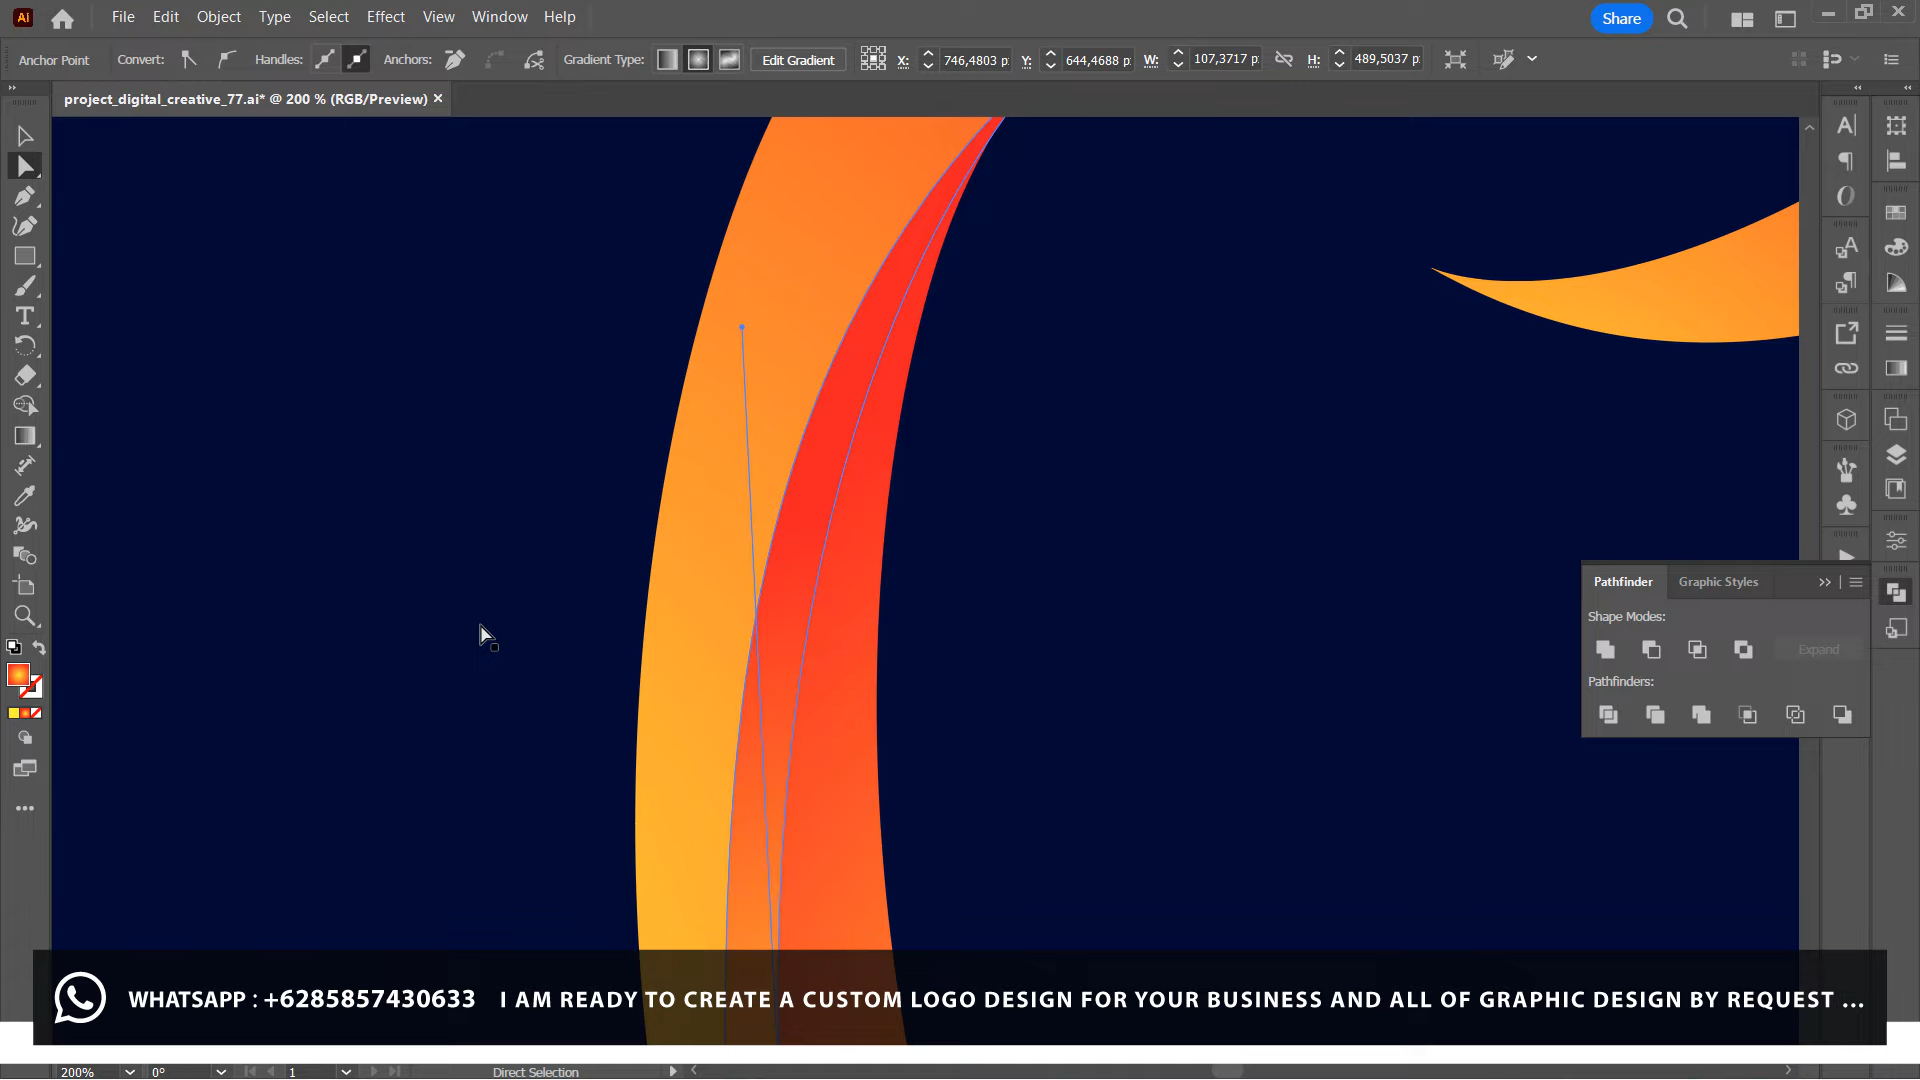 Ai File Edit Object Type Select Effect View Window Help Share
Anchor Point Convert: Handles: Anchors: Gradient Type: Edit Gradient X: 746,4803 p Y: 644,4688 p W: 107,3717 p H: 489,5037 p
project_digital_creative_77.ai* @ 200 % (RGB/Preview) ×
Pathfinder Graphic Styles
Shape Modes:
Expand
Pathfinders:
WHATSAPP : +6285857430633 I AM READY TO CREATE A CUSTOM LOGO DESIGN FOR YOUR BUSINESS AND ALL OF GRAPHIC DESIGN BY REQUEST ...
200% 0° 1 Direct Selection